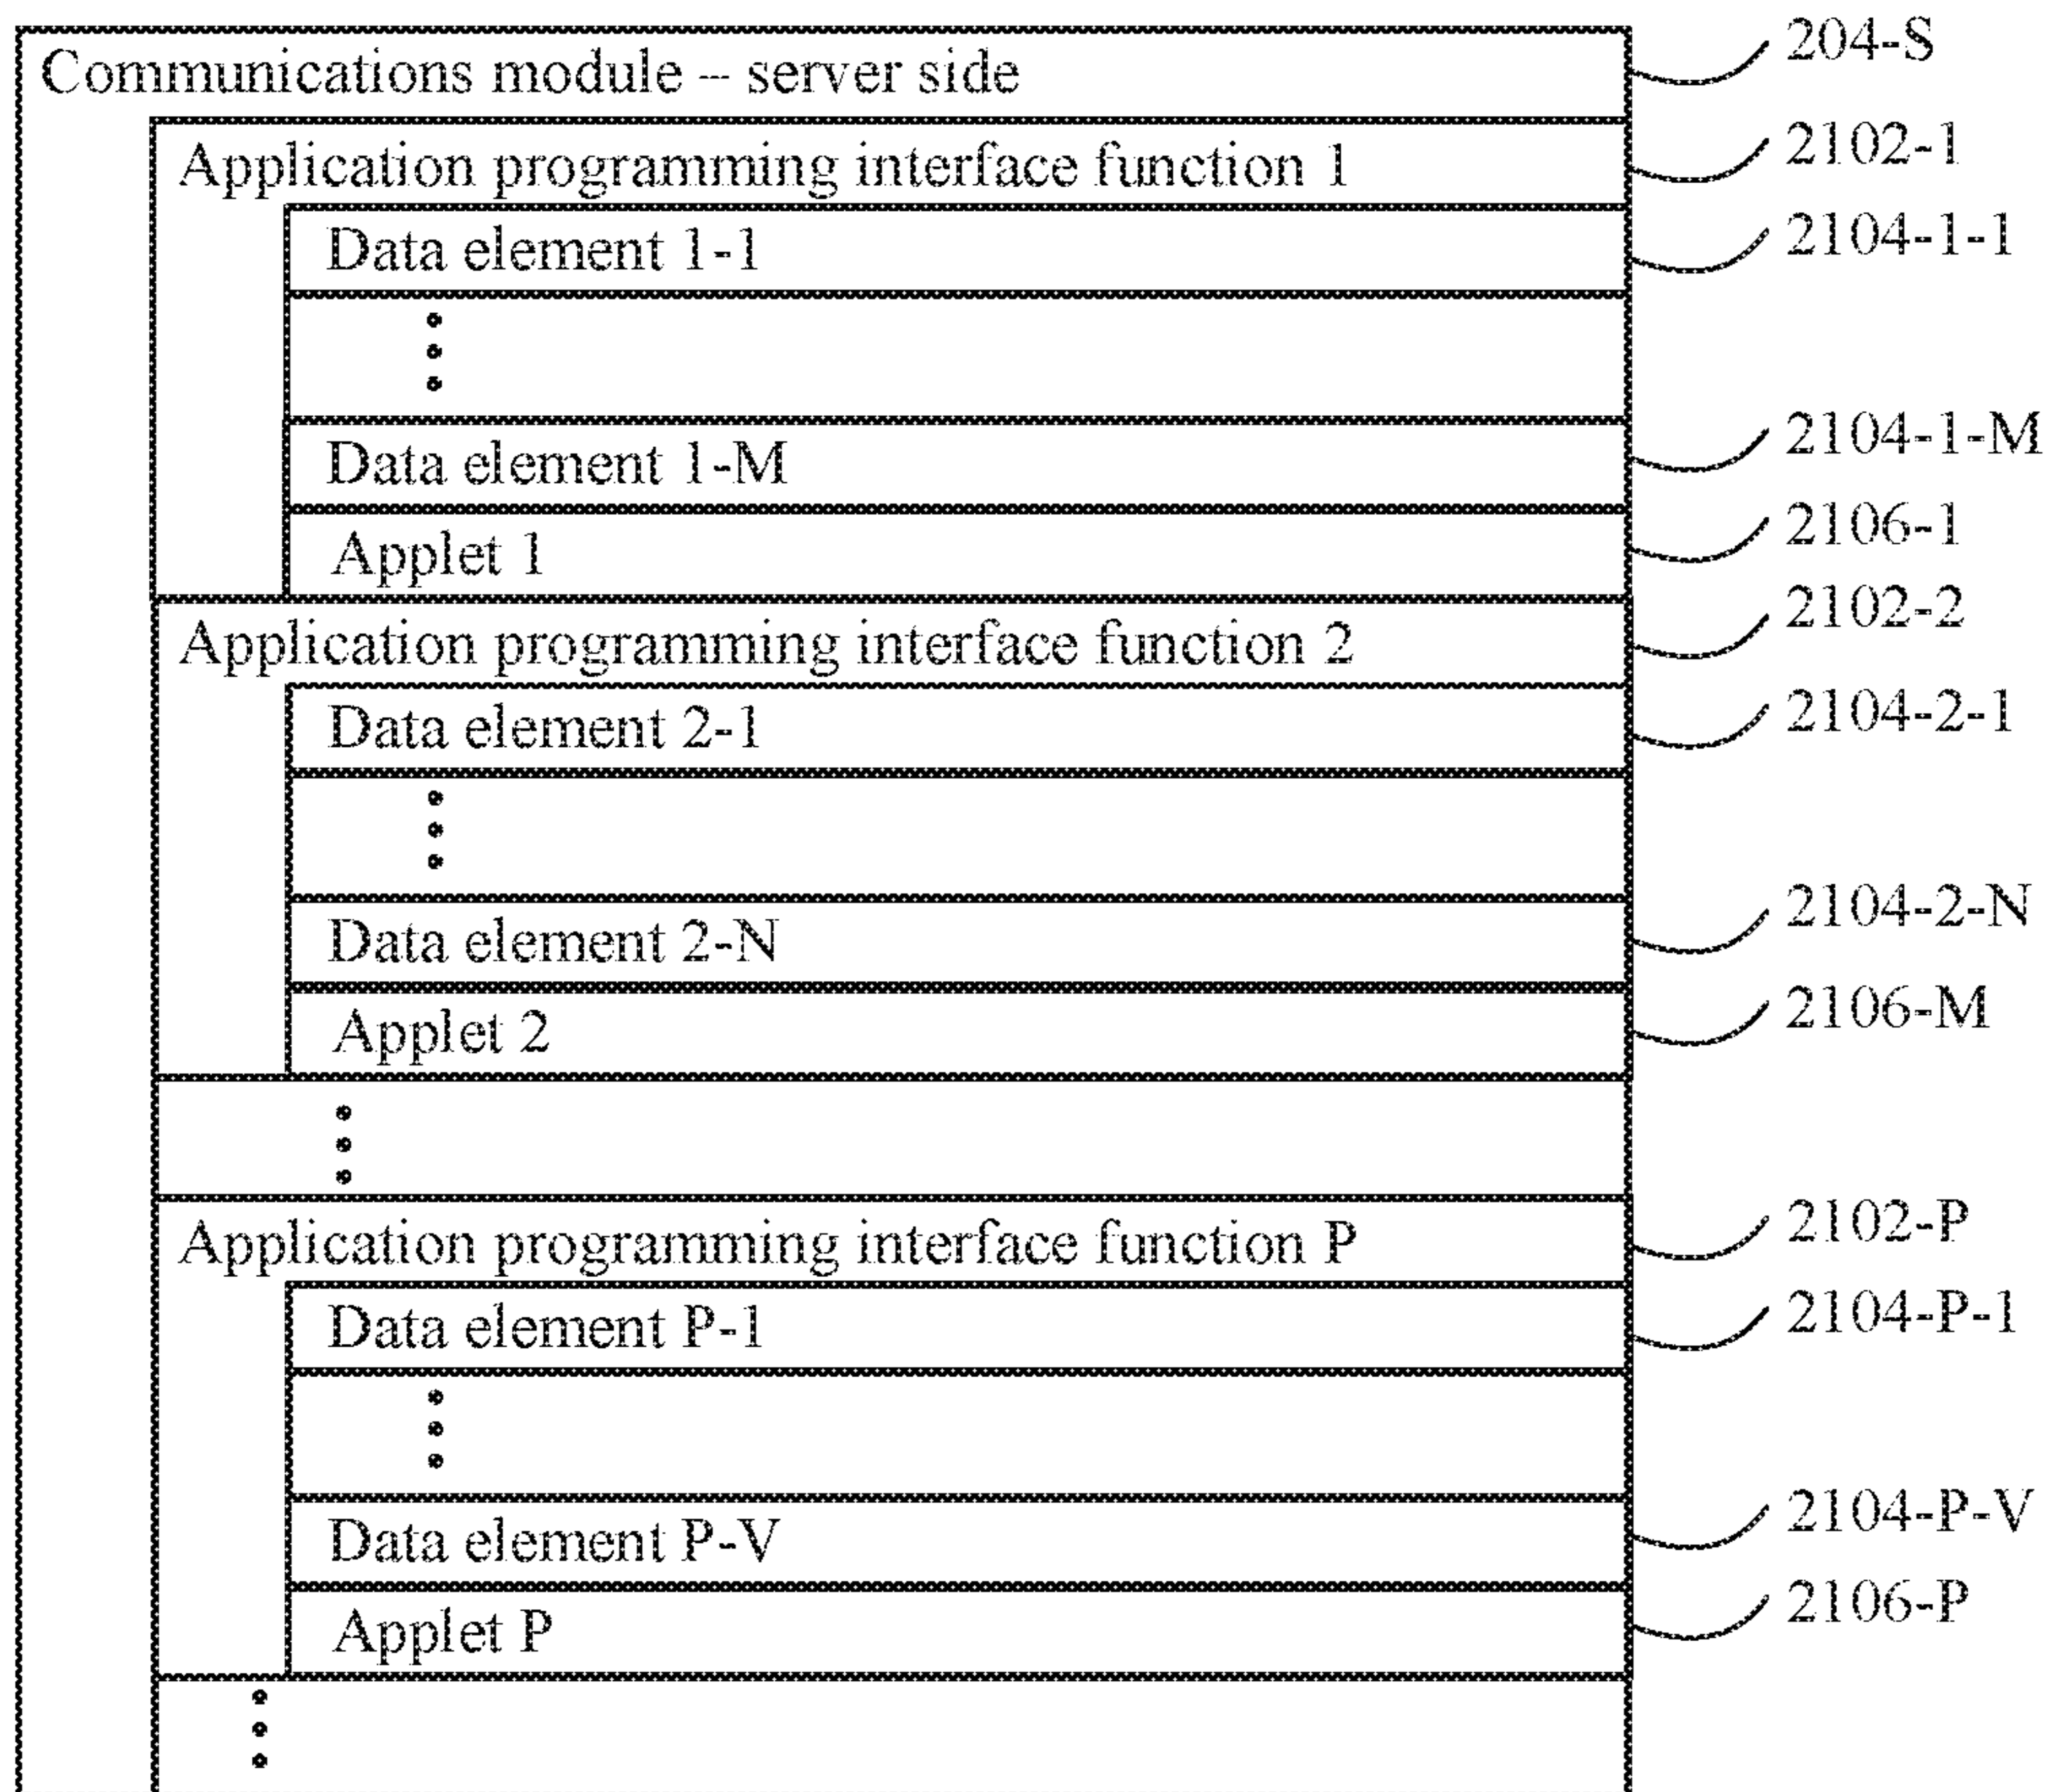 Communications module – server side 204-S
Application programming interface function 1 2102-1
Data element 1-1 2104-1-1
Data element 1-M 2104-1-M
Applet 1 2106-1
Application programming interface function 2 2102-2
Data element 2-1 2104-2-1
Data element 2-N 2104-2-N
Applet 2 2106-M
Application programming interface function P 2102-P
Data element P-1 2104-P-1
Data element P-V 2104-P-V
Applet P 2106-P